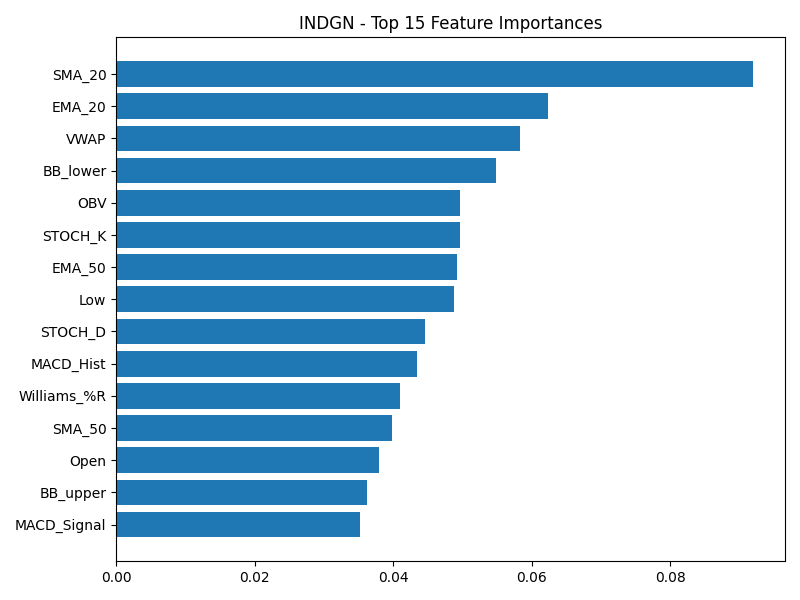 INDGN - Top 15 Feature Importances
SMA_20
EMA_20
VWAP
BB_lower
OBV
STOCH_K
EMA_50
Low
STOCH_D
MACD_Hist
Williams_%R
SMA_50
Open
BB_upper
MACD_Signal
0.00 0.02 0.04 0.06 0.08